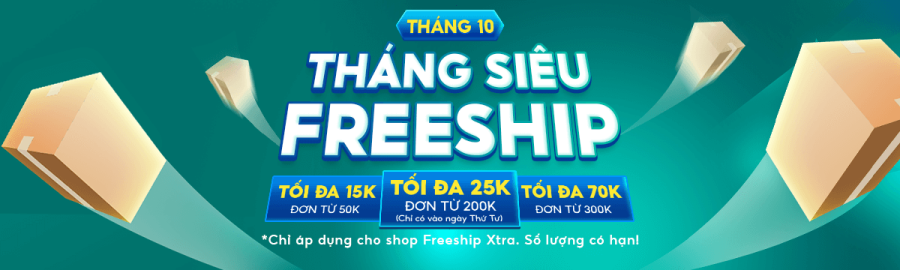 THÁNG 10
THÁNG SIÊU
FREESHIP
TỐI ĐA 15K
ĐƠN TỪ 50K
TỐI ĐA 25K
ĐƠN TỪ 200K
(Chỉ có vào ngày Thứ Tư)
TỐI ĐA 70K
ĐƠN TỪ 300K
*Chỉ áp dụng cho shop Freeship Xtra. Số lượng có hạn!